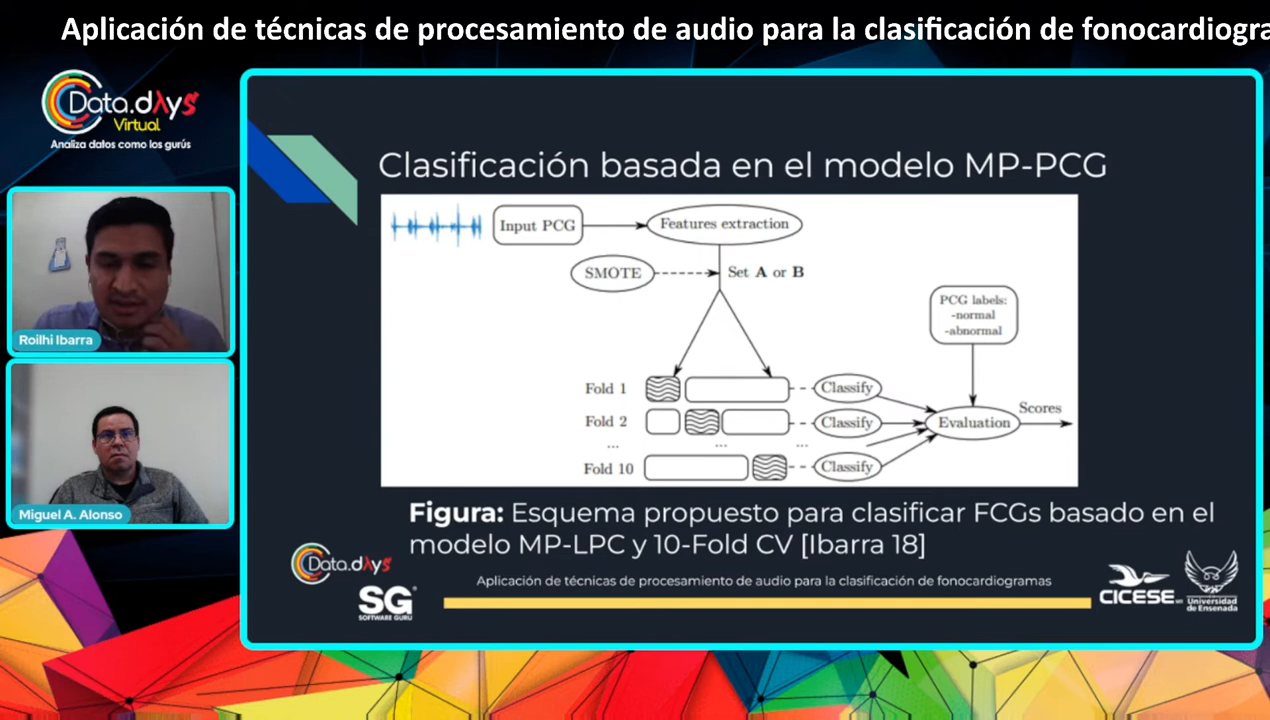 Aplicación de técnicas de procesamiento de audio para la clasificación de fonocardiogra
Data.dAys
Virtual
Analiza datos como los gurús
Roilhi Ibarra
Miguel A. Alonso
Clasificación basada en el modelo MP-PCG
Input PCG
Features extraction
SMOTE
Set A or B
PCG labels:
-normal
-abnormal
Fold 1
Classify
Fold 2
Classify
Evaluation
Scores
... ... ...
Fold 10
Classify
Figura: Esquema propuesto para clasificar FCGs basado en el
modelo MP-LPC y 10-Fold CV [Ibarra 18]
Data.dAys
SG
SOFTWARE GURU
Aplicación de técnicas de procesamiento de audio para la clasificación de fonocardiogramas
CICESE
Universidad
de Ensenada